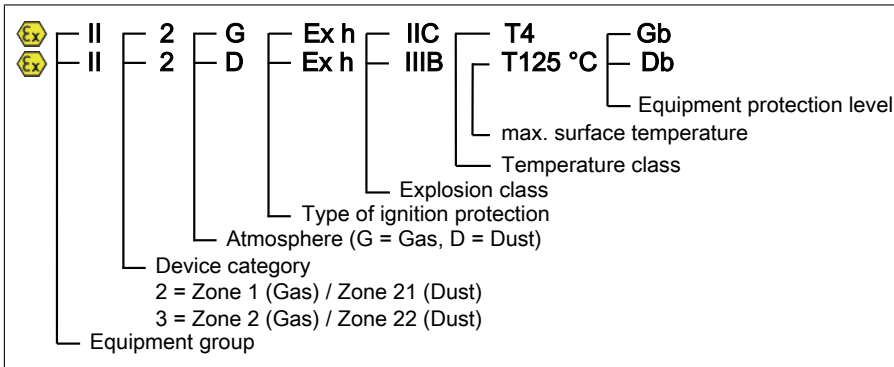 Ex II 2 G Ex h IIC T4 Gb
Ex II 2 D Ex h IIIB T125 °C Db
Equipment protection level
max. surface temperature
Temperature class
Explosion class
Type of ignition protection
Atmosphere (G = Gas, D = Dust)
Device category
2 = Zone 1 (Gas) / Zone 21 (Dust)
3 = Zone 2 (Gas) / Zone 22 (Dust)
Equipment group